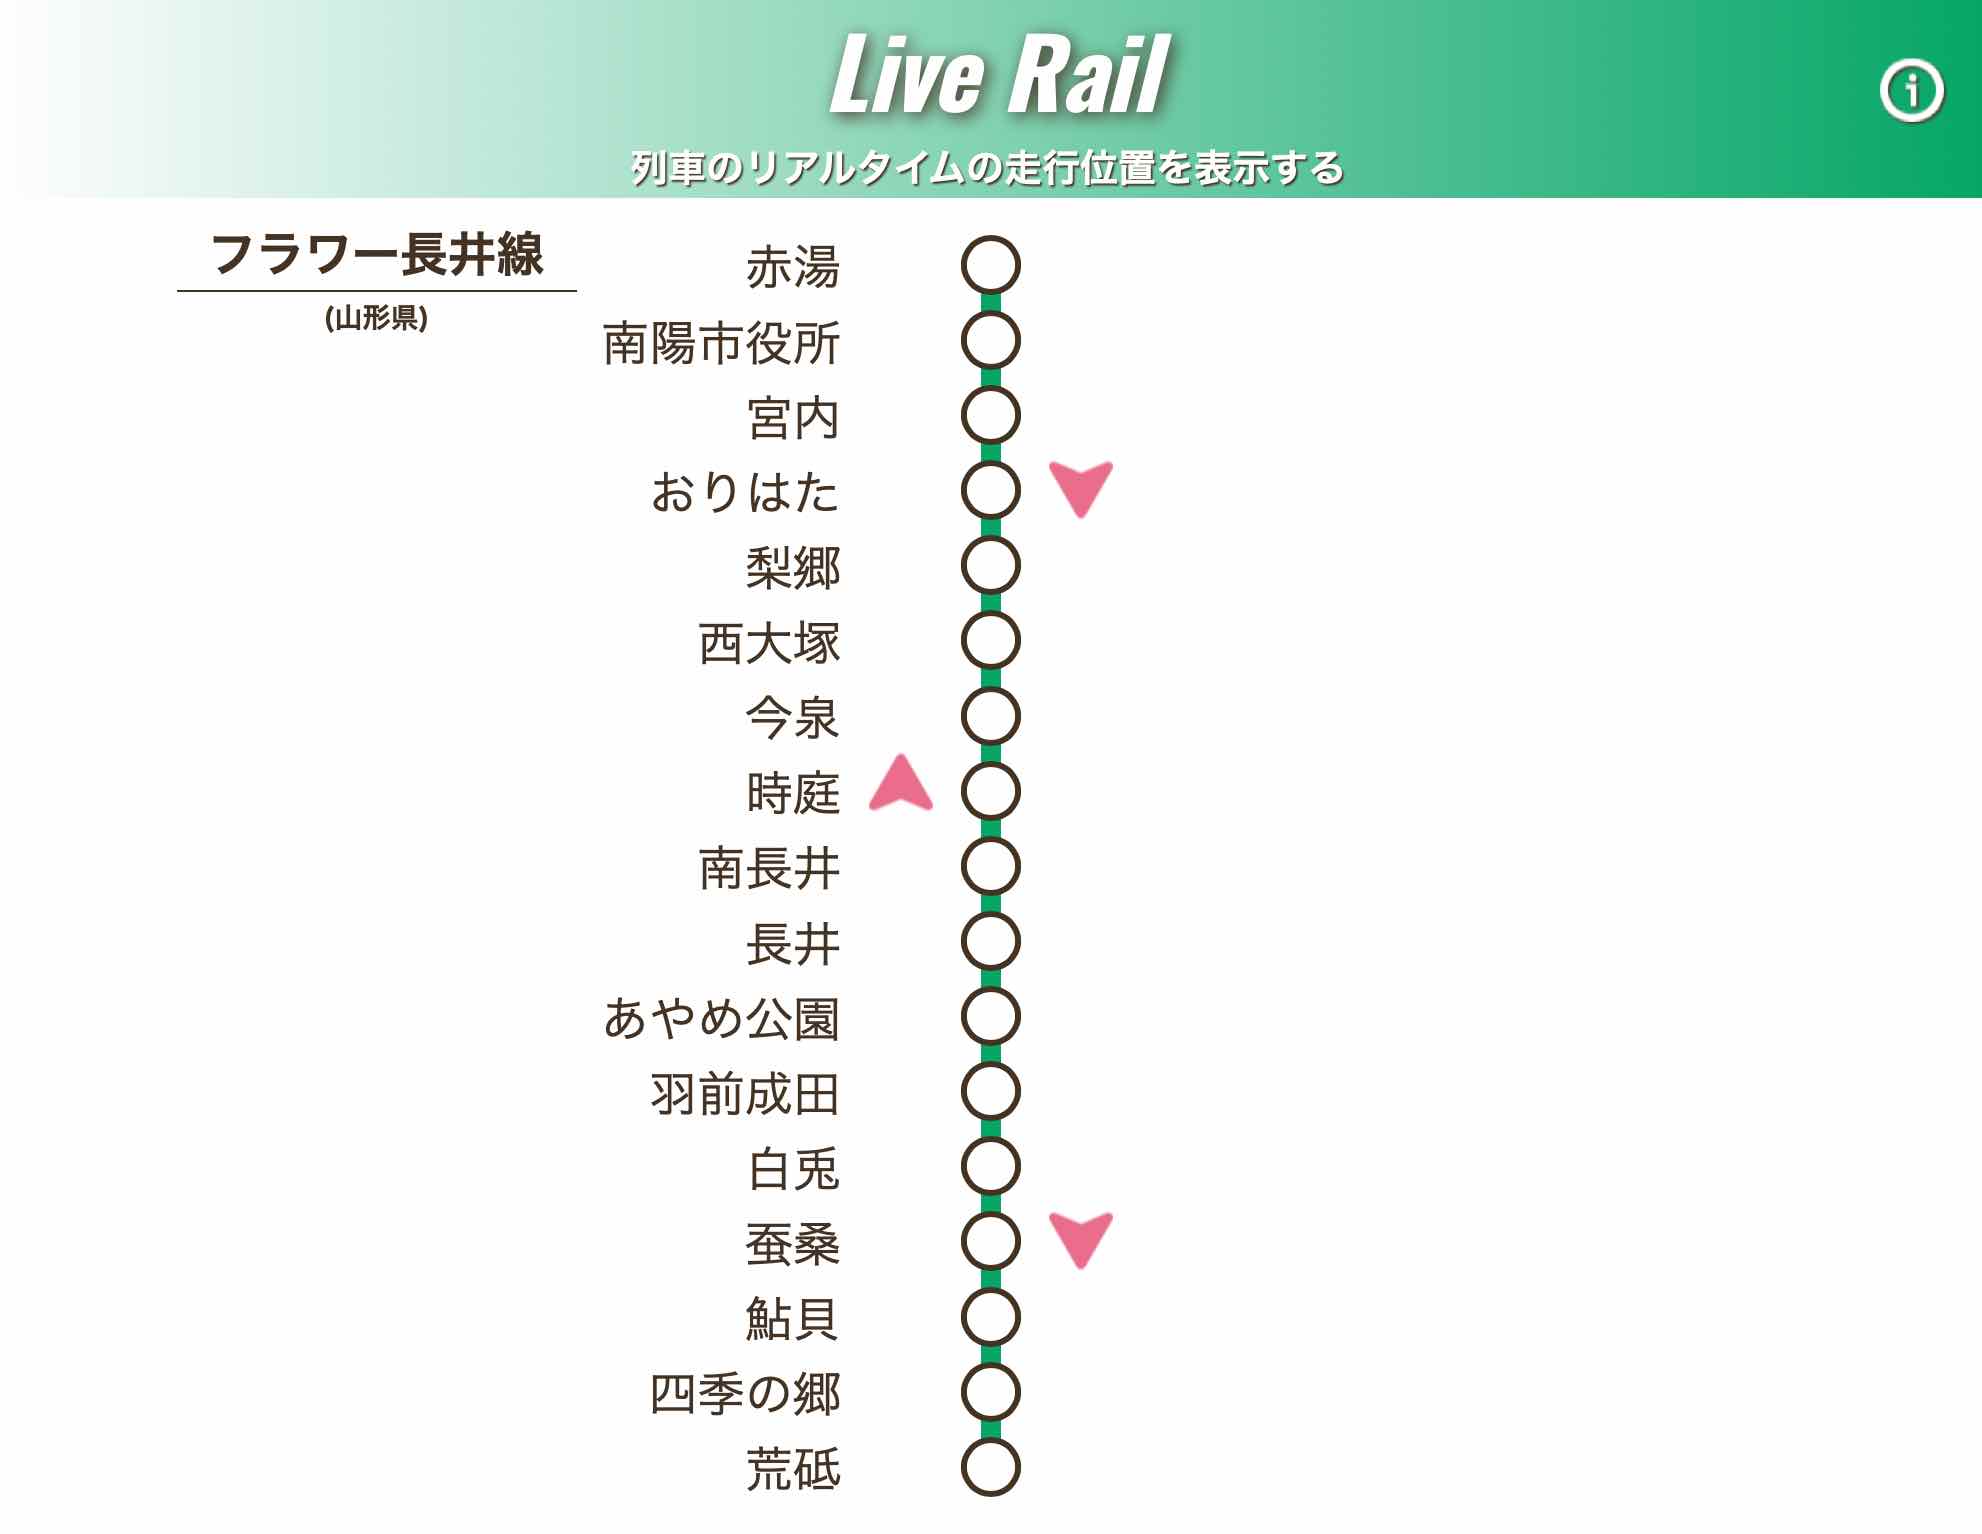 Live Rail
列車のリアルタイムの走行位置を表示する
フラワー長井線
(山形県)
赤湯
南陽市役所
宮内
おりはた
梨郷
西大塚
今泉
時庭
南長井
長井
あやめ公園
羽前成田
白兎
蚕桑
鮎貝
四季の郷
荒砥